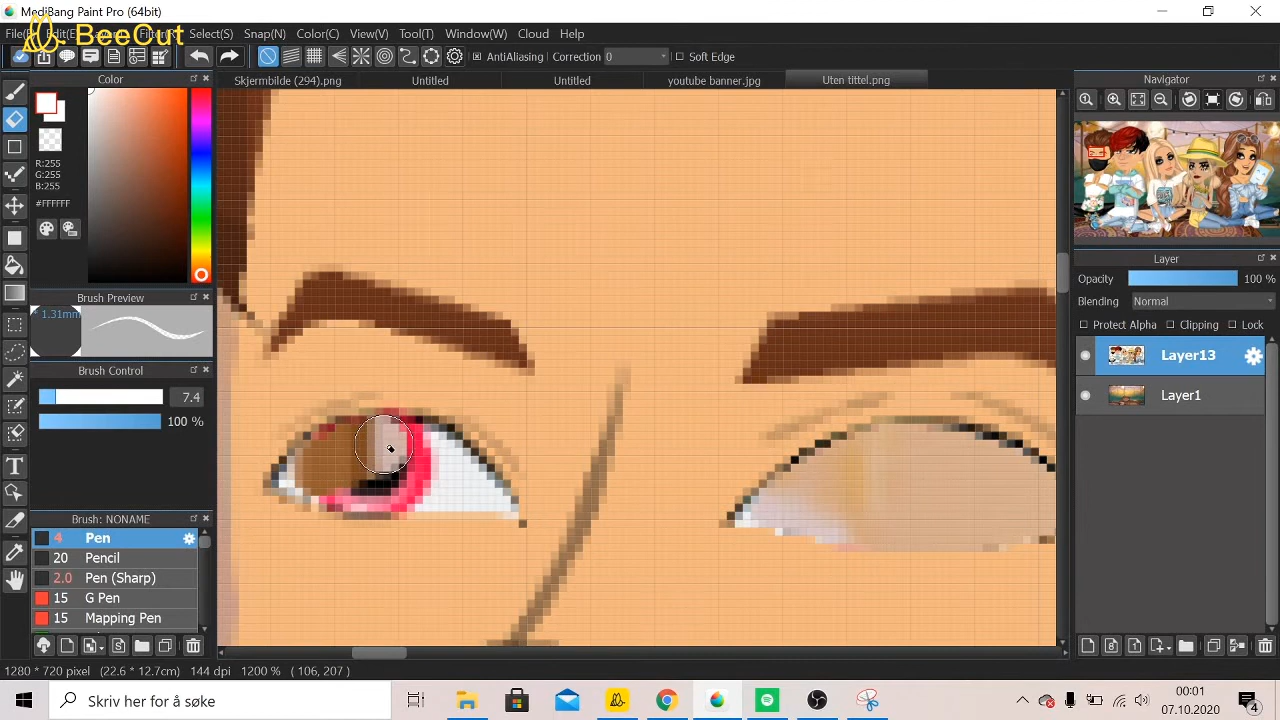 MediBang Paint Pro (64bit)
BeeCut
File(F) Edit(E) Filter(F) Select(S) Snap(N) Color(C) View(V) Tool(T) Window(W) Cloud Help
AntiAliasing Correction 0 Soft Edge
Color
Skjermbilde (294).png Untitled Untitled youtube banner.jpg Uten tittel.png
Navigator
R:255
G:255
B:255
#FFFFFF
Layer
Opacity 100 %
Brush Preview
Blending Normal
* 1.31mm
Protect Alpha Clipping Lock
Layer13
Brush Control
7.4
Layer1
100 %
Brush: NONAME
4 Pen
20 Pencil
2.0 Pen (Sharp)
15 G Pen
15 Mapping Pen
1280 * 720 pixel (22.6 * 12.7cm) 144 dpi 1200 % ( 106, 207 )
Skriv her for å søke
00:01
07.10.2020
4